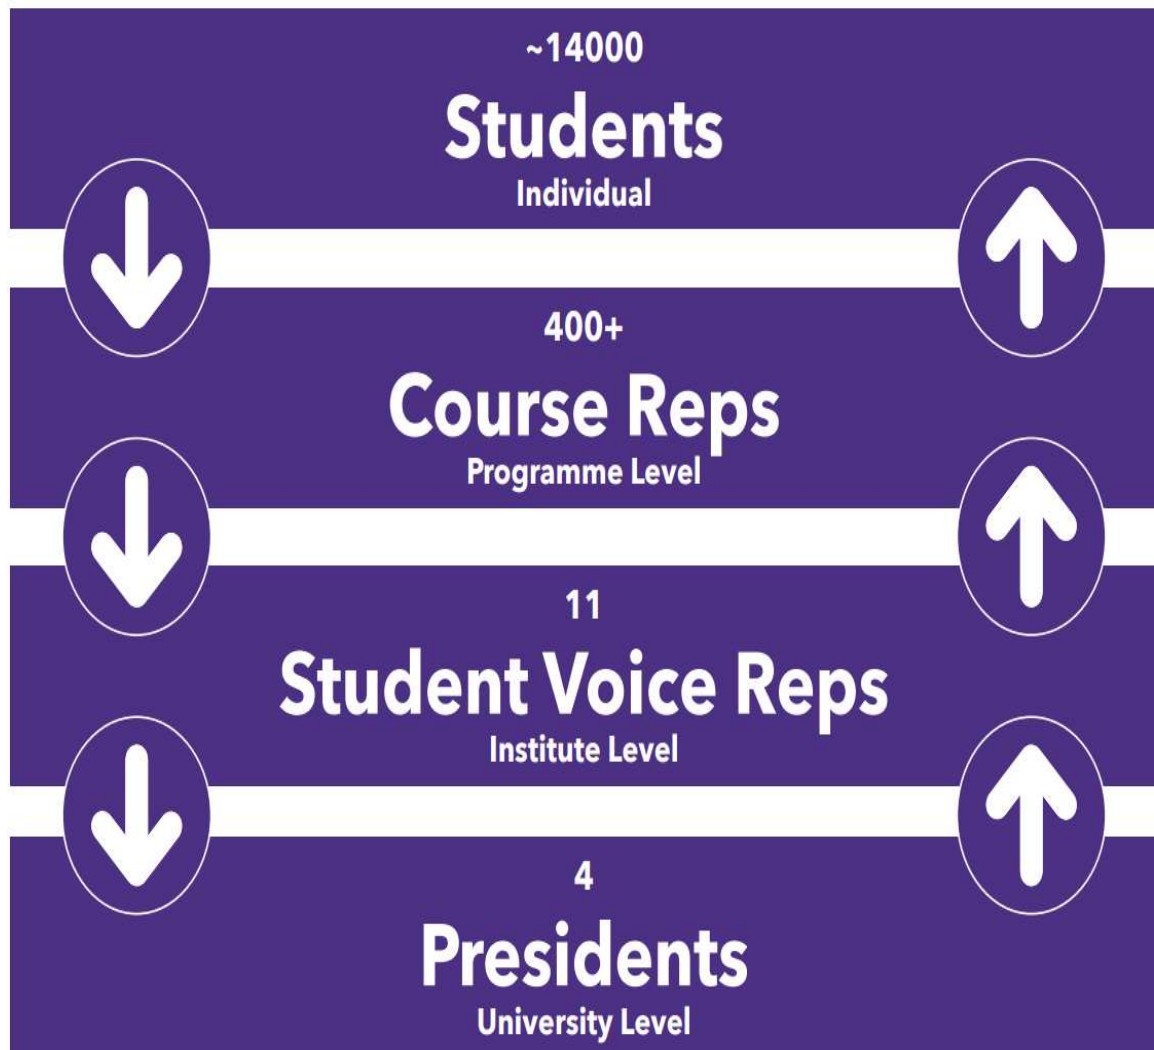 ~14000
Students
Individual
400+
Course Reps
Programme Level
11
Student Voice Reps
Institute Level
4
Presidents
University Level